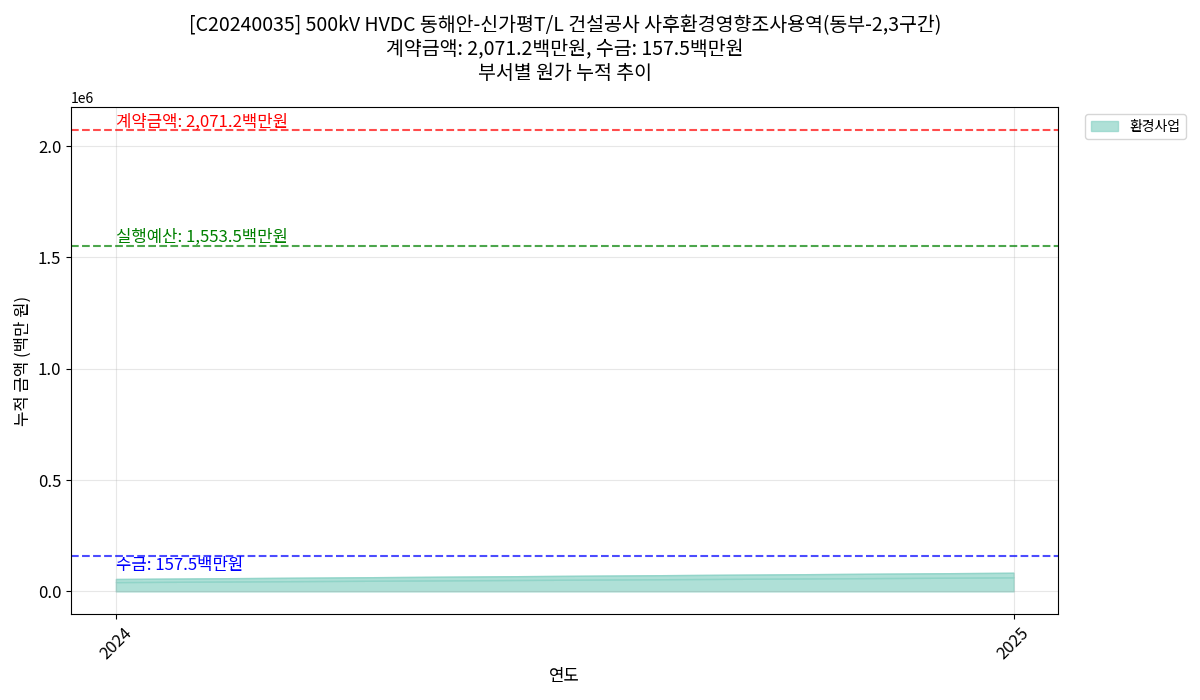 [C20240035] 500kV HVDC 동해안-신가평T/L 건설공사 사후환경영향조사용역(동부-2,3구간)
계약금액: 2,071.2백만원, 수금: 157.5백만원
부서별 원가 누적 추이
1e6
계약금액: 2,071.2백만원
환경사업
2.0
실행예산: 1,553.5백만원
1.5
누적 금액 (백만 원)
1.0
0.5
수금: 157.5백만원
0.0
2024
2025
연도